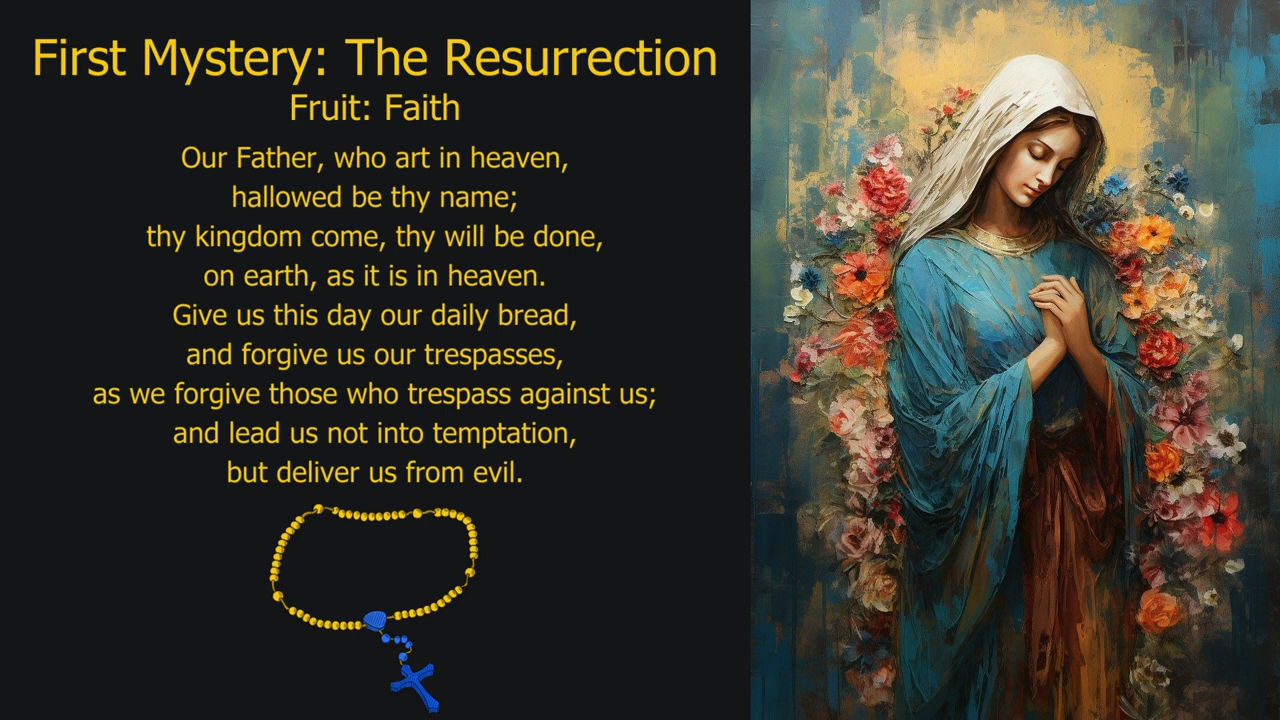 First Mystery: The Resurrection
Fruit: Faith
Our Father, who art in heaven,
hallowed be thy name;
thy kingdom come, thy will be done,
on earth, as it is in heaven.
Give us this day our daily bread,
and forgive us our trespasses,
as we forgive those who trespass against us;
and lead us not into temptation,
but deliver us from evil.